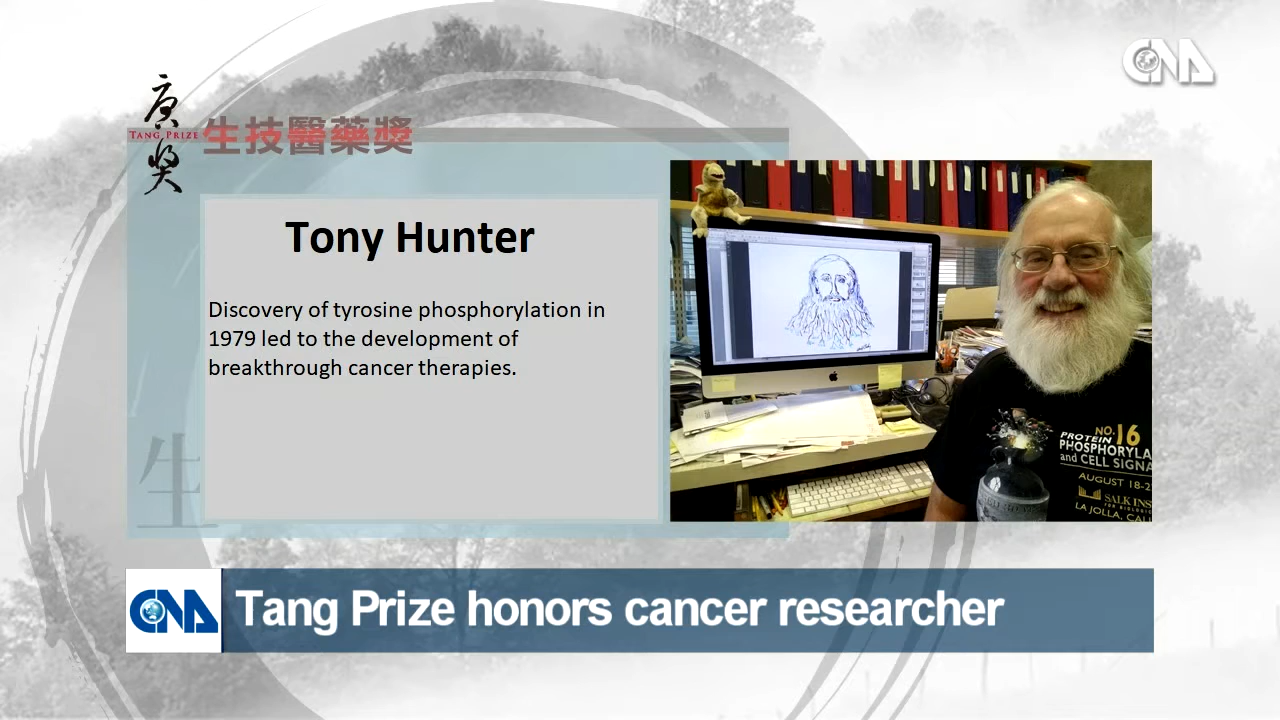 CNA
唐
TANG PRIZE
獎
生技醫藥獎
Tony Hunter
Discovery of tyrosine phosphorylation in
1979 led to the development of
breakthrough cancer therapies.
生
NO. 16
PROTEIN
PHOSPHORYLA
and CELL SIGNA
AUGUST 18-2
SALK INS
LA JOLLA, CALI
CNA
Tang Prize honors cancer researcher